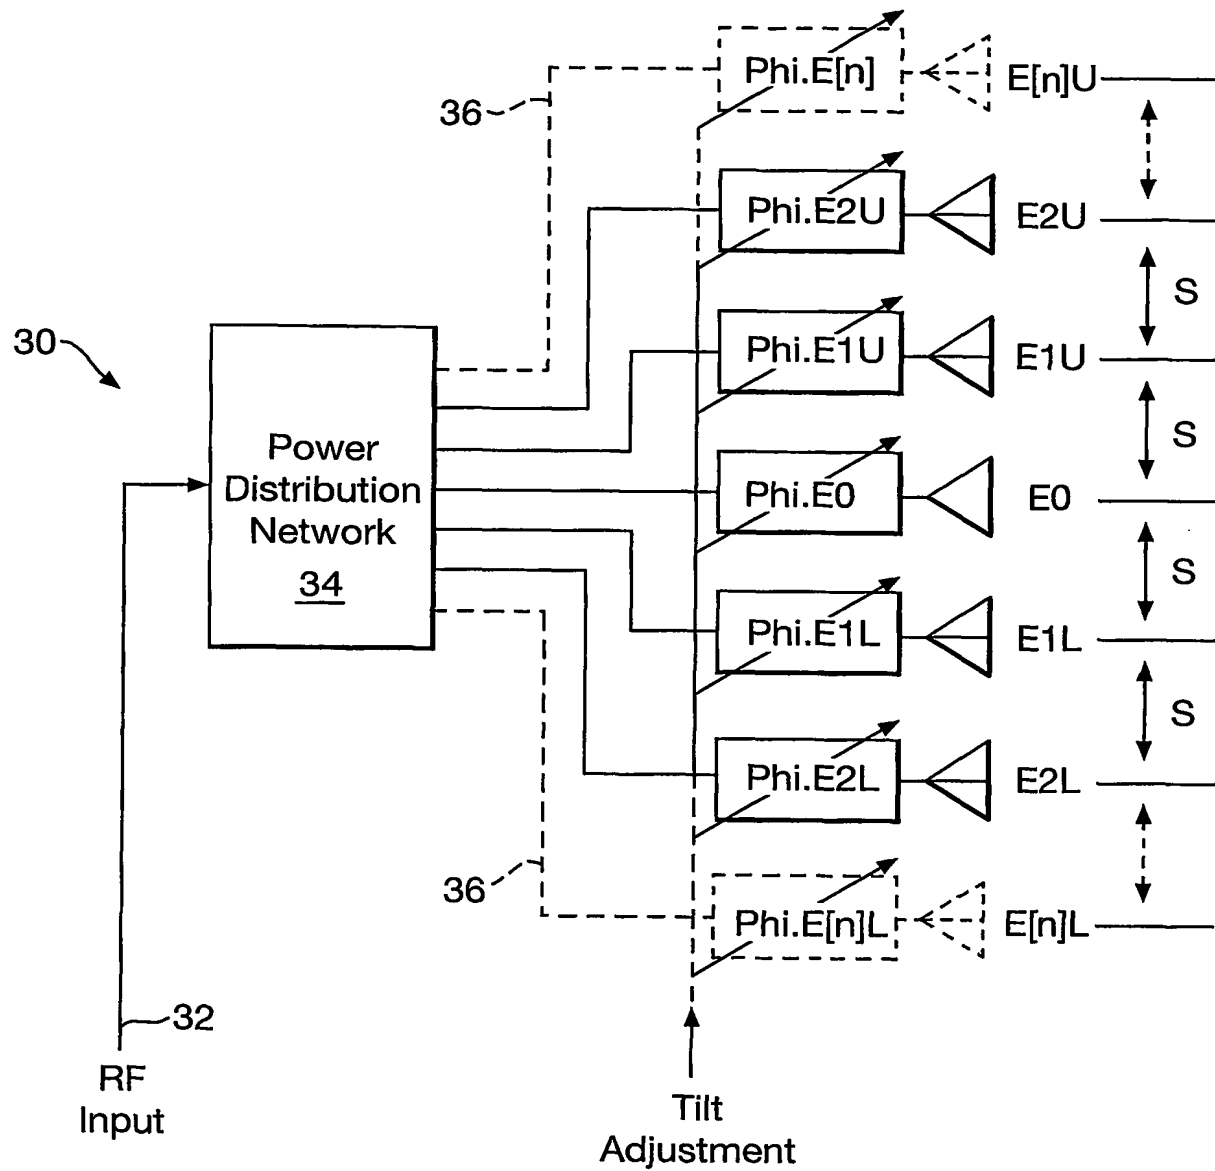 Phi.E[n]
E[n]U
36
Phi.E2U
E2U
S
30
Phi.E1U
E1U
S
Power
Distribution
Network
34
Phi.E0
E0
S
Phi.E1L
E1L
S
Phi.E2L
E2L
36
Phi.E[n]L
E[n]L
32
RF
Input
Tilt
Adjustment